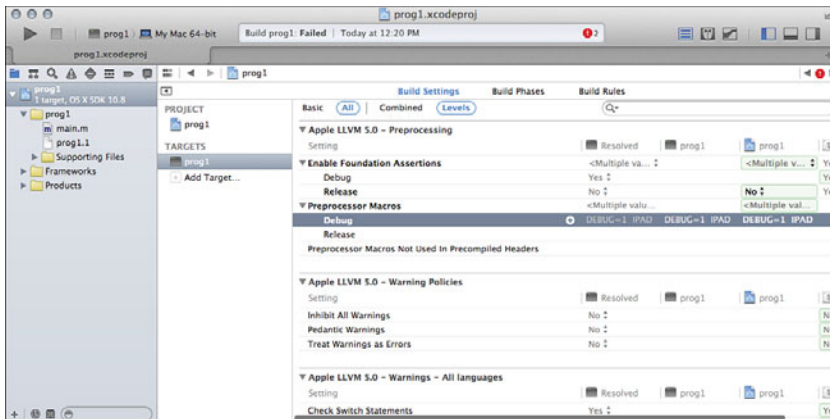 prog1.xcodeproj
prog1 My Mac 64-bit
Build prog1: Failed | Today at 12:20 PM
2
prog1.xcodeproj
prog1
prog1
1 target, OS X SDK 10.8
prog1
main.m
prog1.1
Supporting Files
Frameworks
Products
PROJECT
prog1
TARGETS
prog1
Add Target...
Build Settings Build Phases Build Rules
Basic All Combined Levels
Apple LLVM 5.0 - Preprocessing
Setting Resolved prog1 prog1
Enable Foundation Assertions <Multiple va... <Multiple v...
Debug Yes
Release No No
Preprocessor Macros <Multiple valu... <Multiple val...
Debug DEBUG=1 IPAD DEBUG=1 IPAD DEBUG=1 IPAD
Release
Preprocessor Macros Not Used In Precompiled Headers
Apple LLVM 5.0 - Warning Policies
Setting Resolved prog1 prog1
Inhibit All Warnings No
Pedantic Warnings No
Treat Warnings as Errors No
Apple LLVM 5.0 - Warnings - All languages
Setting Resolved prog1 prog1
Check Switch Statements Yes